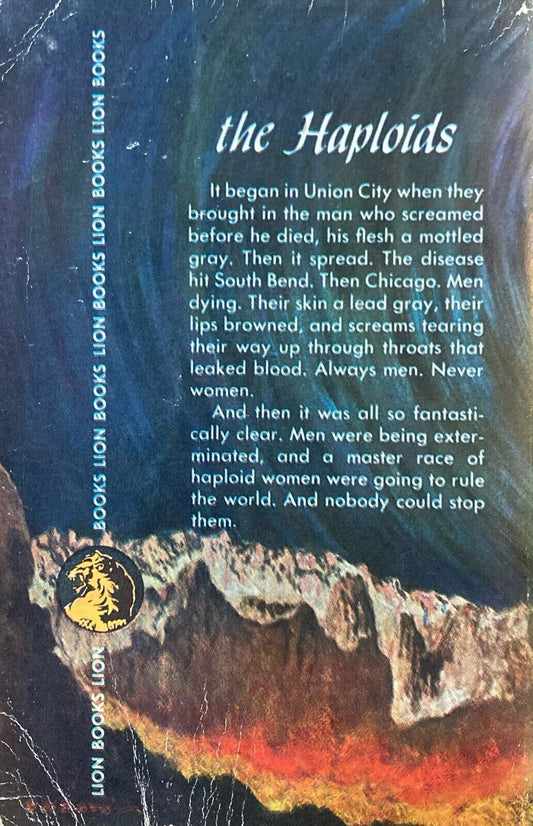 the Haploids
It began in Union City when they
brought in the man who screamed
before he died, his flesh a mottled
gray. Then it spread. The disease
hit South Bend. Then Chicago. Men
dying. Their skin a lead gray, their
lips browned, and screams tearing
their way up through throats that
leaked blood. Always men. Never
women.
And then it was all so fantasti-
cally clear. Men were being exter-
minated, and a master race of
haploid women were going to rule
the world. And nobody could stop
them.
LION BOOKS LION BOOKS LION BOOKS LION BOOKS LION BOOKS LION BOOKS